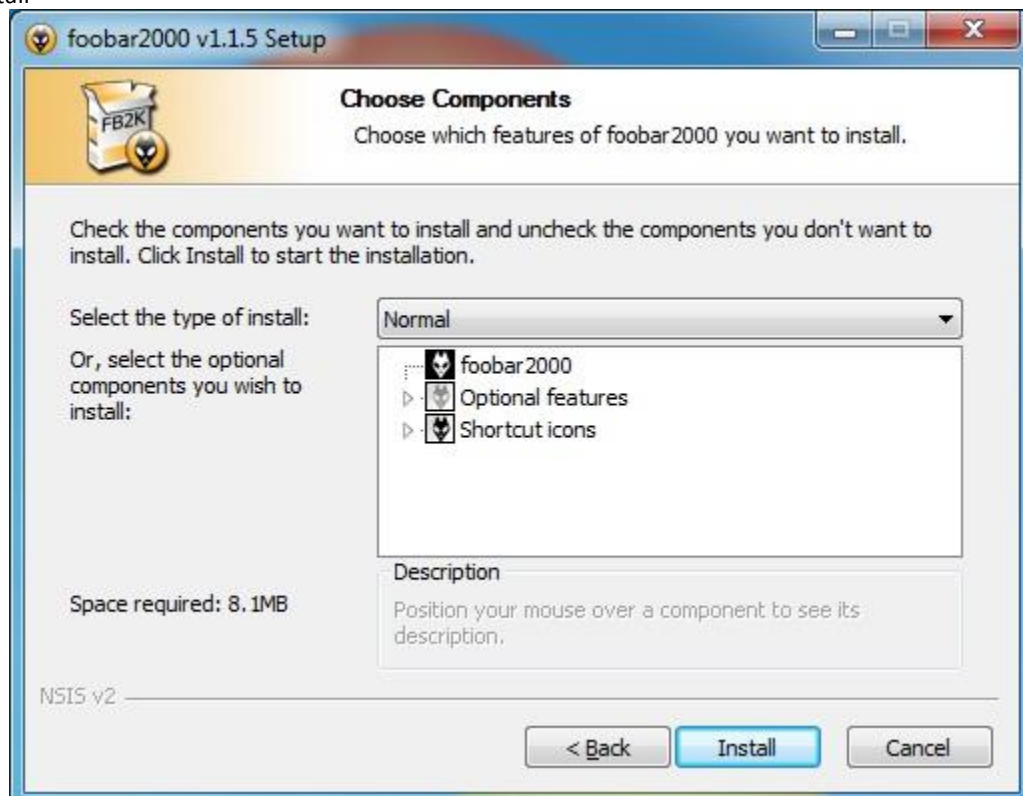 foobar2000 v1.1.5 Setup
FB2K
Choose Components
Choose which features of foobar2000 you want to install.
Check the components you want to install and uncheck the components you don't want to
install. Click Install to start the installation.
Select the type of install:
Normal
Or, select the optional
components you wish to
install:
foobar2000
Optional features
Shortcut icons
Space required: 8.1MB
Description
Position your mouse over a component to see its
description.
NSIS v2
< Back
Install
Cancel